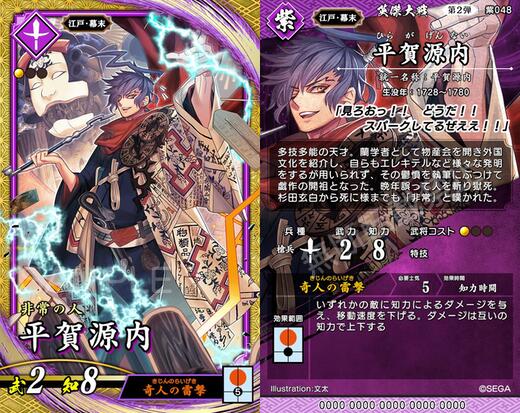 江戸・幕末
非常の人
平賀源内
武2 知8
きじんのらいげき
奇人の雷撃
5
紫
江戸・幕末
英傑大戦
第2弾
紫048
ひらがげんない
平賀源内
統一名称:平賀源内
生没年:1728~1780
「見ろおっ!! どうだ!!
スパークしてるぜええ!!」
多技多能の天才。蘭学者として物産会を開き外国
文化を紹介し、自らもエレキテルなど様々な発明
をするが用いられず、その鬱憤を執筆にぶつけて
戯作の開祖となった。晩年誤って人を斬り獄死。
杉田玄白から死に様までも「非常」と嘆かれた。
兵種 武力 知力 武将コスト
槍兵 2 8 特技
きじんのらいげき 必要士気 効果時間
奇人の雷撃 5 知力時間
効果範囲
いずれかの敵に知力によるダメージを与
え、移動速度を下げる。ダメージは互いの
知力で上下する
Illustration:文太
©SEGA
0000 0000 0000 0000 0000